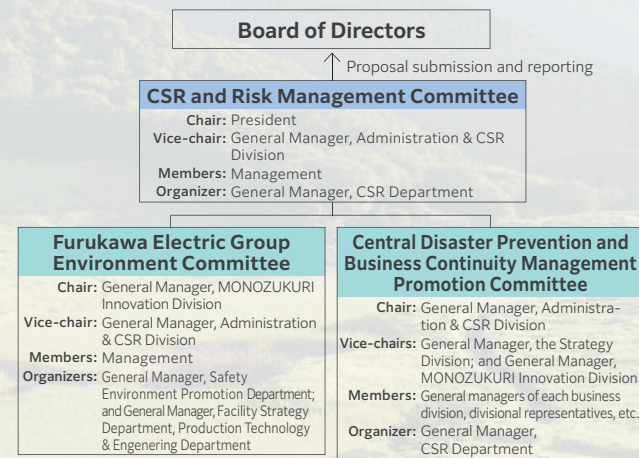 Board of Directors
Proposal submission and reporting
CSR and Risk Management Committee
Chair: President
Vice-chair: General Manager, Administration & CSR
Division
Members: Management
Organizer: General Manager, CSR Department
Furukawa Electric Group
Environment Committee
Chair: General Manager, MONOZUKURI
Innovation Division
Vice-chair: General Manager, Administration
& CSR Division
Members: Management
Organizers: General Manager, Safety
Environment Promotion Department;
and General Manager, Facility Strategy
Department, Production Technology
& Engenering Department
Central Disaster Prevention and
Business Continuity Management
Promotion Committee
Chair: General Manager, Administra-
tion & CSR Division
Vice-chairs: General Manager, the Strategy
Division; and General Manager,
MONOZUKURI Innovation Division
Members: General managers of each business
division, divisional representatives, etc.
Organizer: General Manager,
CSR Department